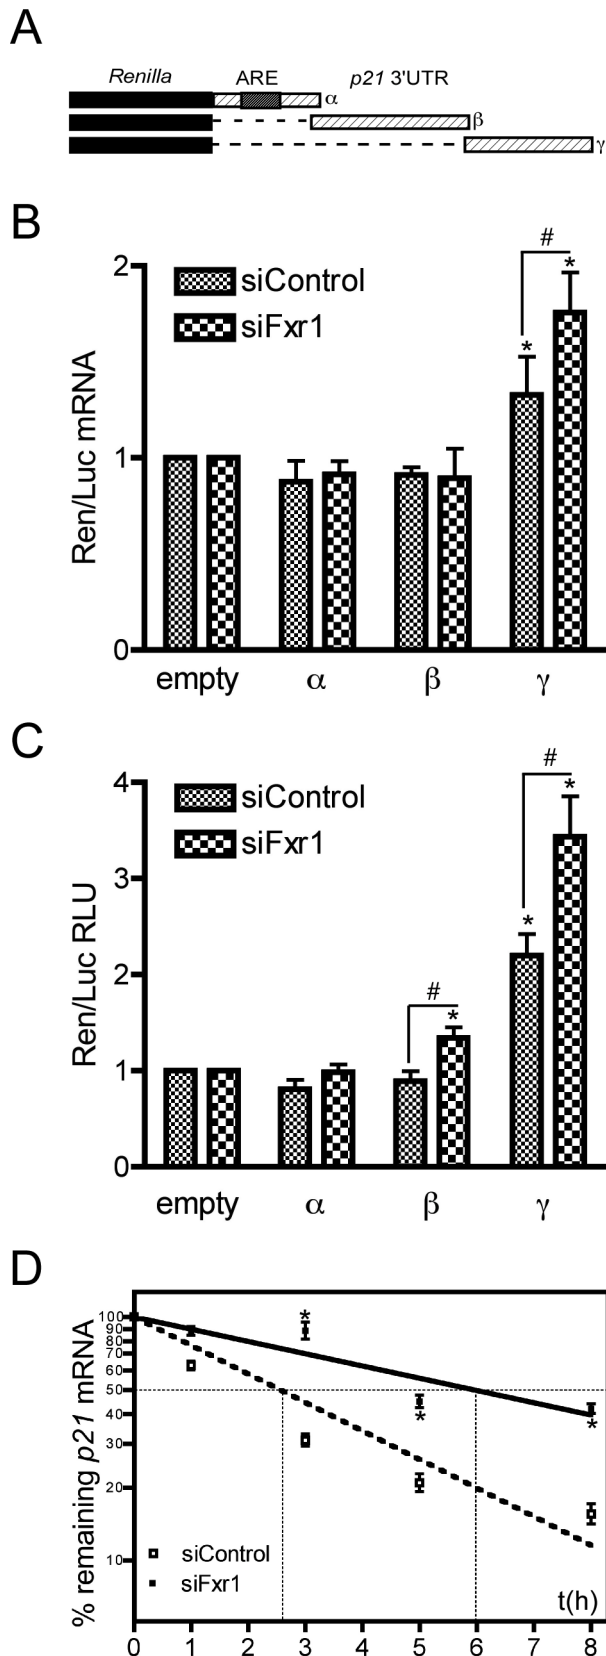 A
Renilla ARE p21 3'UTR
α
β
γ
B
2
1
0
Ren/Luc mRNA
siControl
siFxr1
#
*
*
empty α β γ
C
4
3
2
1
0
Ren/Luc RLU
siControl
siFxr1
#
*
#
*
*
empty α β γ
D
100
90
80
70
60
50
40
30
20
10
% remaining p21 mRNA
*
*
*
siControl
siFxr1
t(h)
0 1 2 3 4 5 6 7 8